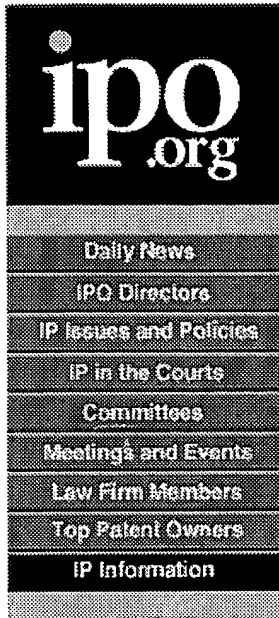 ipo
.org
Daily News
IPO Directors
IP Issues and Policies
IP in the Courts
Committees
Meetings and Events
Law Firm Members
Top Patent Owners
IP Information